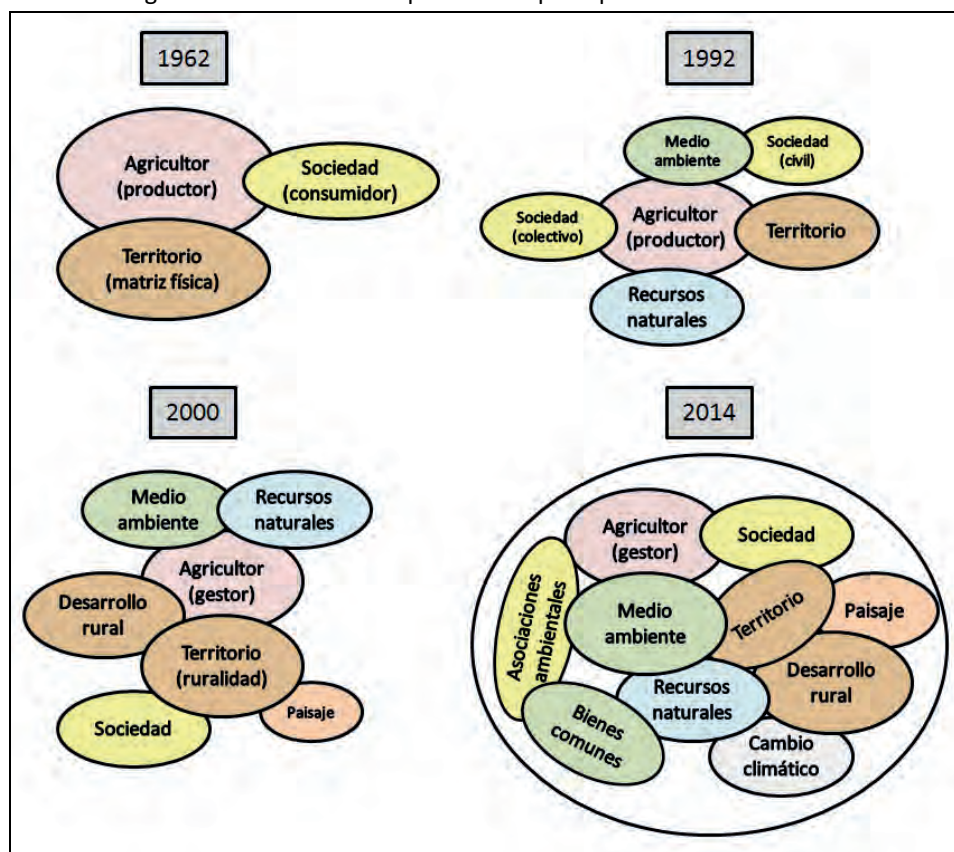 1962
Agricultor
(productor)
Sociedad
(consumidor)
Territorio
(matriz física)
1992
Medio
ambiente
Sociedad
(civil)
Sociedad
(colectivo)
Agricultor
(productor)
Territorio
Recursos
naturales
2000
Medio
ambiente
Recursos
naturales
Agricultor
(gestor)
Desarrollo
rural
Territorio
(ruralidad)
Sociedad
Paisaje
2014
Agricultor
(gestor)
Sociedad
Asociaciones
ambientales
Medio
ambiente
Territorio
Paisaje
Desarrollo
rural
Recursos
naturales
Bienes
comunes
Cambio
climático